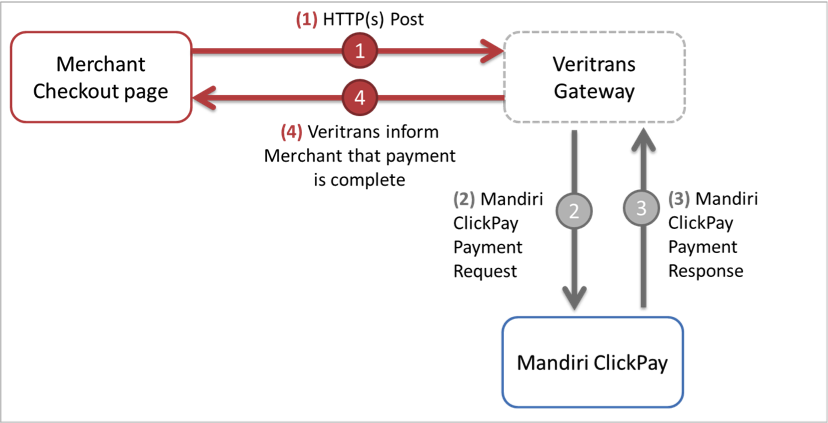 (1) HTTP(s) Post
Merchant
Checkout page
1
Veritrans
Gateway
4
(4) Veritrans inform
Merchant that payment
is complete
(2) Mandiri
ClickPay
Payment
Request
2
3
(3) Mandiri
ClickPay
Payment
Response
Mandiri ClickPay